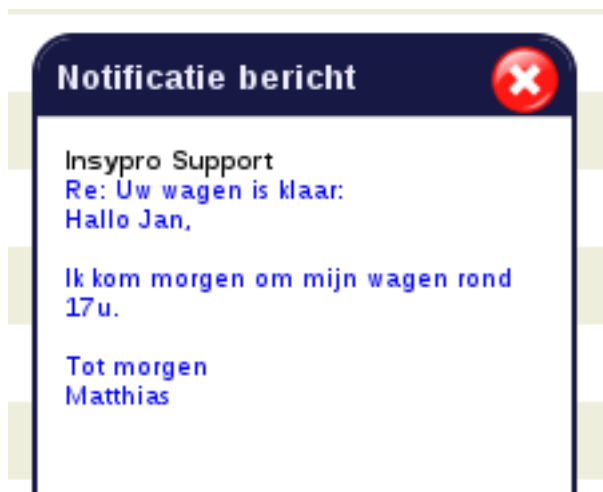 Notificatie bericht
Insypro Support
Re: Uw wagen is klaar:
Hallo Jan,
Ik kom morgen om mijn wagen rond
17u.
Tot morgen
Matthias